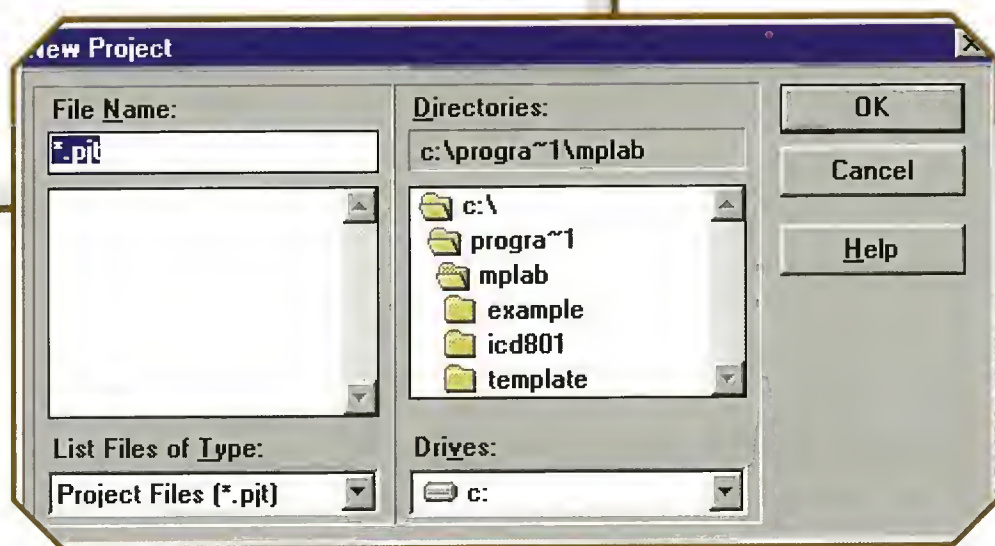 New Project
File Name:
*.pjt
List Files of Type:
Project Files (*.pjt)
Directories:
c:\progra~1\mplab
c:\
progra~1
mplab
example
icd801
template
Drives:
c:
OK
Cancel
Help